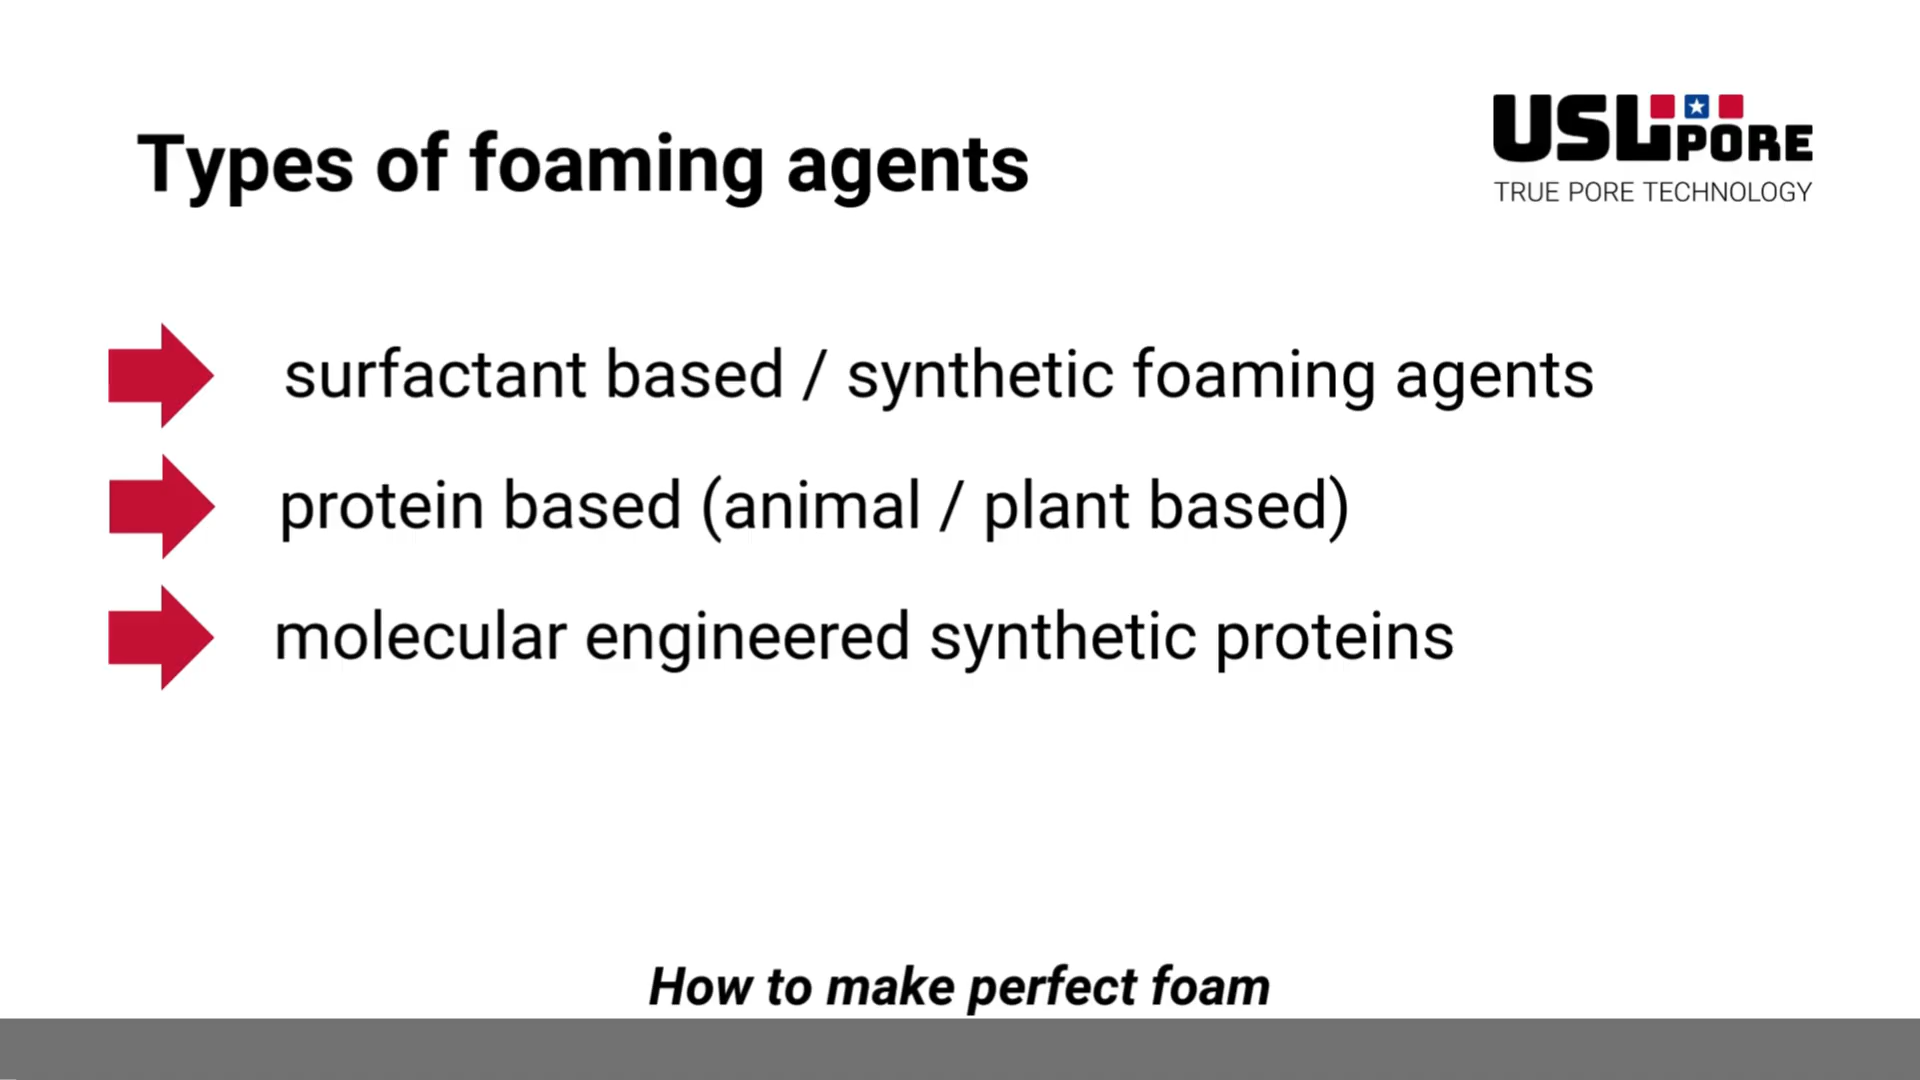 Types of foaming agents
USLiPORE
TRUE PORE TECHNOLOGY
surfactant based / synthetic foaming agents
protein based (animal / plant based)
molecular engineered synthetic proteins
How to make perfect foam